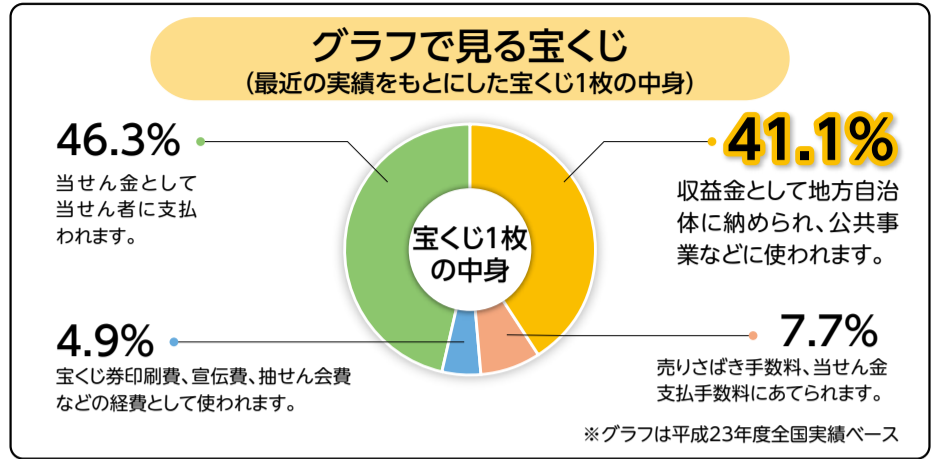 グラフで見る宝くじ
（最近の実績をもとにした宝くじ1枚の中身）
46.3%
当せん金として
当せん者に支払
われます。
41.1%
収益金として地方自治
体に納められ、公共事
業などに使われます。
宝くじ1枚
の中身
4.9%
宝くじ券印刷費、宣伝費、抽せん会費
などの経費として使われます。
7.7%
売りさばき手数料、当せん金
支払手数料にあてられます。
※グラフは平成23年度全国実績ベース